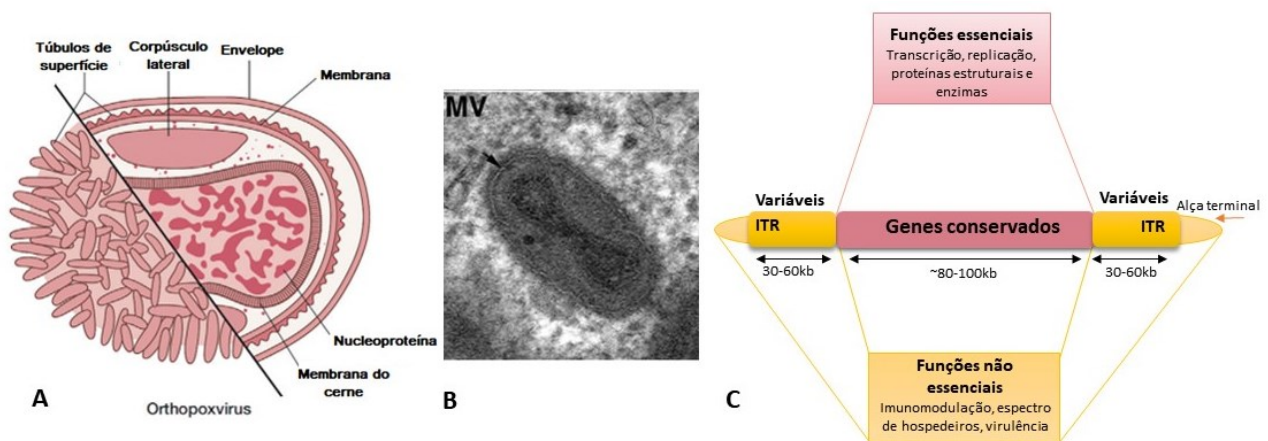 Túbulos de
superfície
Corpúsculo
lateral
Envelope
Membrana
Nucleoproteína
Membrana do
cerne
A
Orthopoxvirus
MV
B
Funções essenciais
Transcrição, replicação,
proteínas estruturais e
enzimas
Variáveis
Variáveis
Alça terminal
ITR
Genes conservados
ITR
30-60kb
~80-100kb
30-60kb
Funções não
essenciais
Imunomodulação, espectro
de hospedeiros, virulência
C